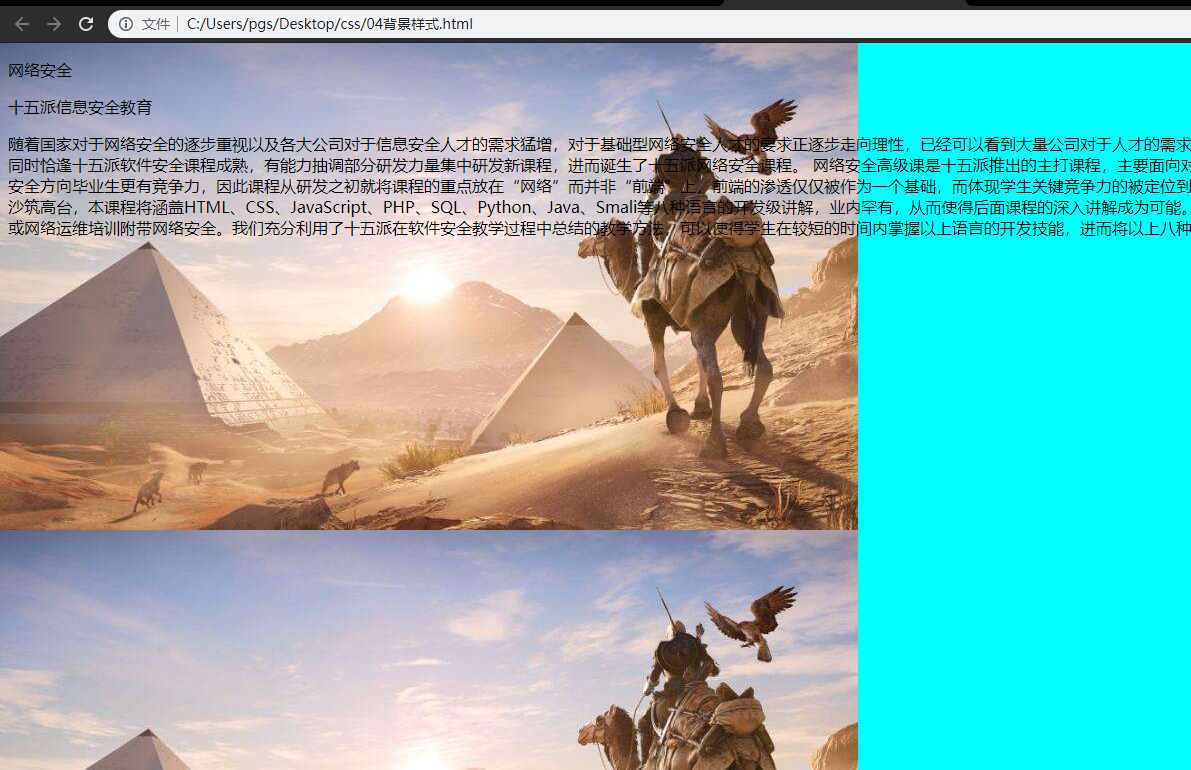 文件
C:/Users/pgs/Desktop/css/04背景样式.html
网络安全
十五派信息安全教育
随着国家对于网络安全的逐步重视以及各大公司对于信息安全人才的需求猛增，对于基础型网络安全人才的要求正逐步走向理性，已经可以看到大量公司对于人才的需求
同时恰逢十五派软件安全课程成熟，有能力抽调部分研发力量集中研发新课程，进而诞生了十五派网络安全课程。 网络安全高级课是十五派推出的主打课程，主要面向对
安全方向毕业生更有竞争力，因此课程从研发之初就将课程的重点放在“网络”而并非“前端”上，前端的渗透仅仅被作为一个基础，而体现学生关键竞争力的被定位到
沙筑高台，本课程将涵盖HTML、CSS、JavaScript、PHP、SQL、Python、Java、Smali等八种语言的开发级讲解，业内罕有，从而使得后面课程的深入讲解成为可能。
或网络运维培训附带网络安全。我们充分利用了十五派在软件安全教学过程中总结的教学方法，可以使得学生在较短的时间内掌握以上语言的开发技能，进而将以上八种